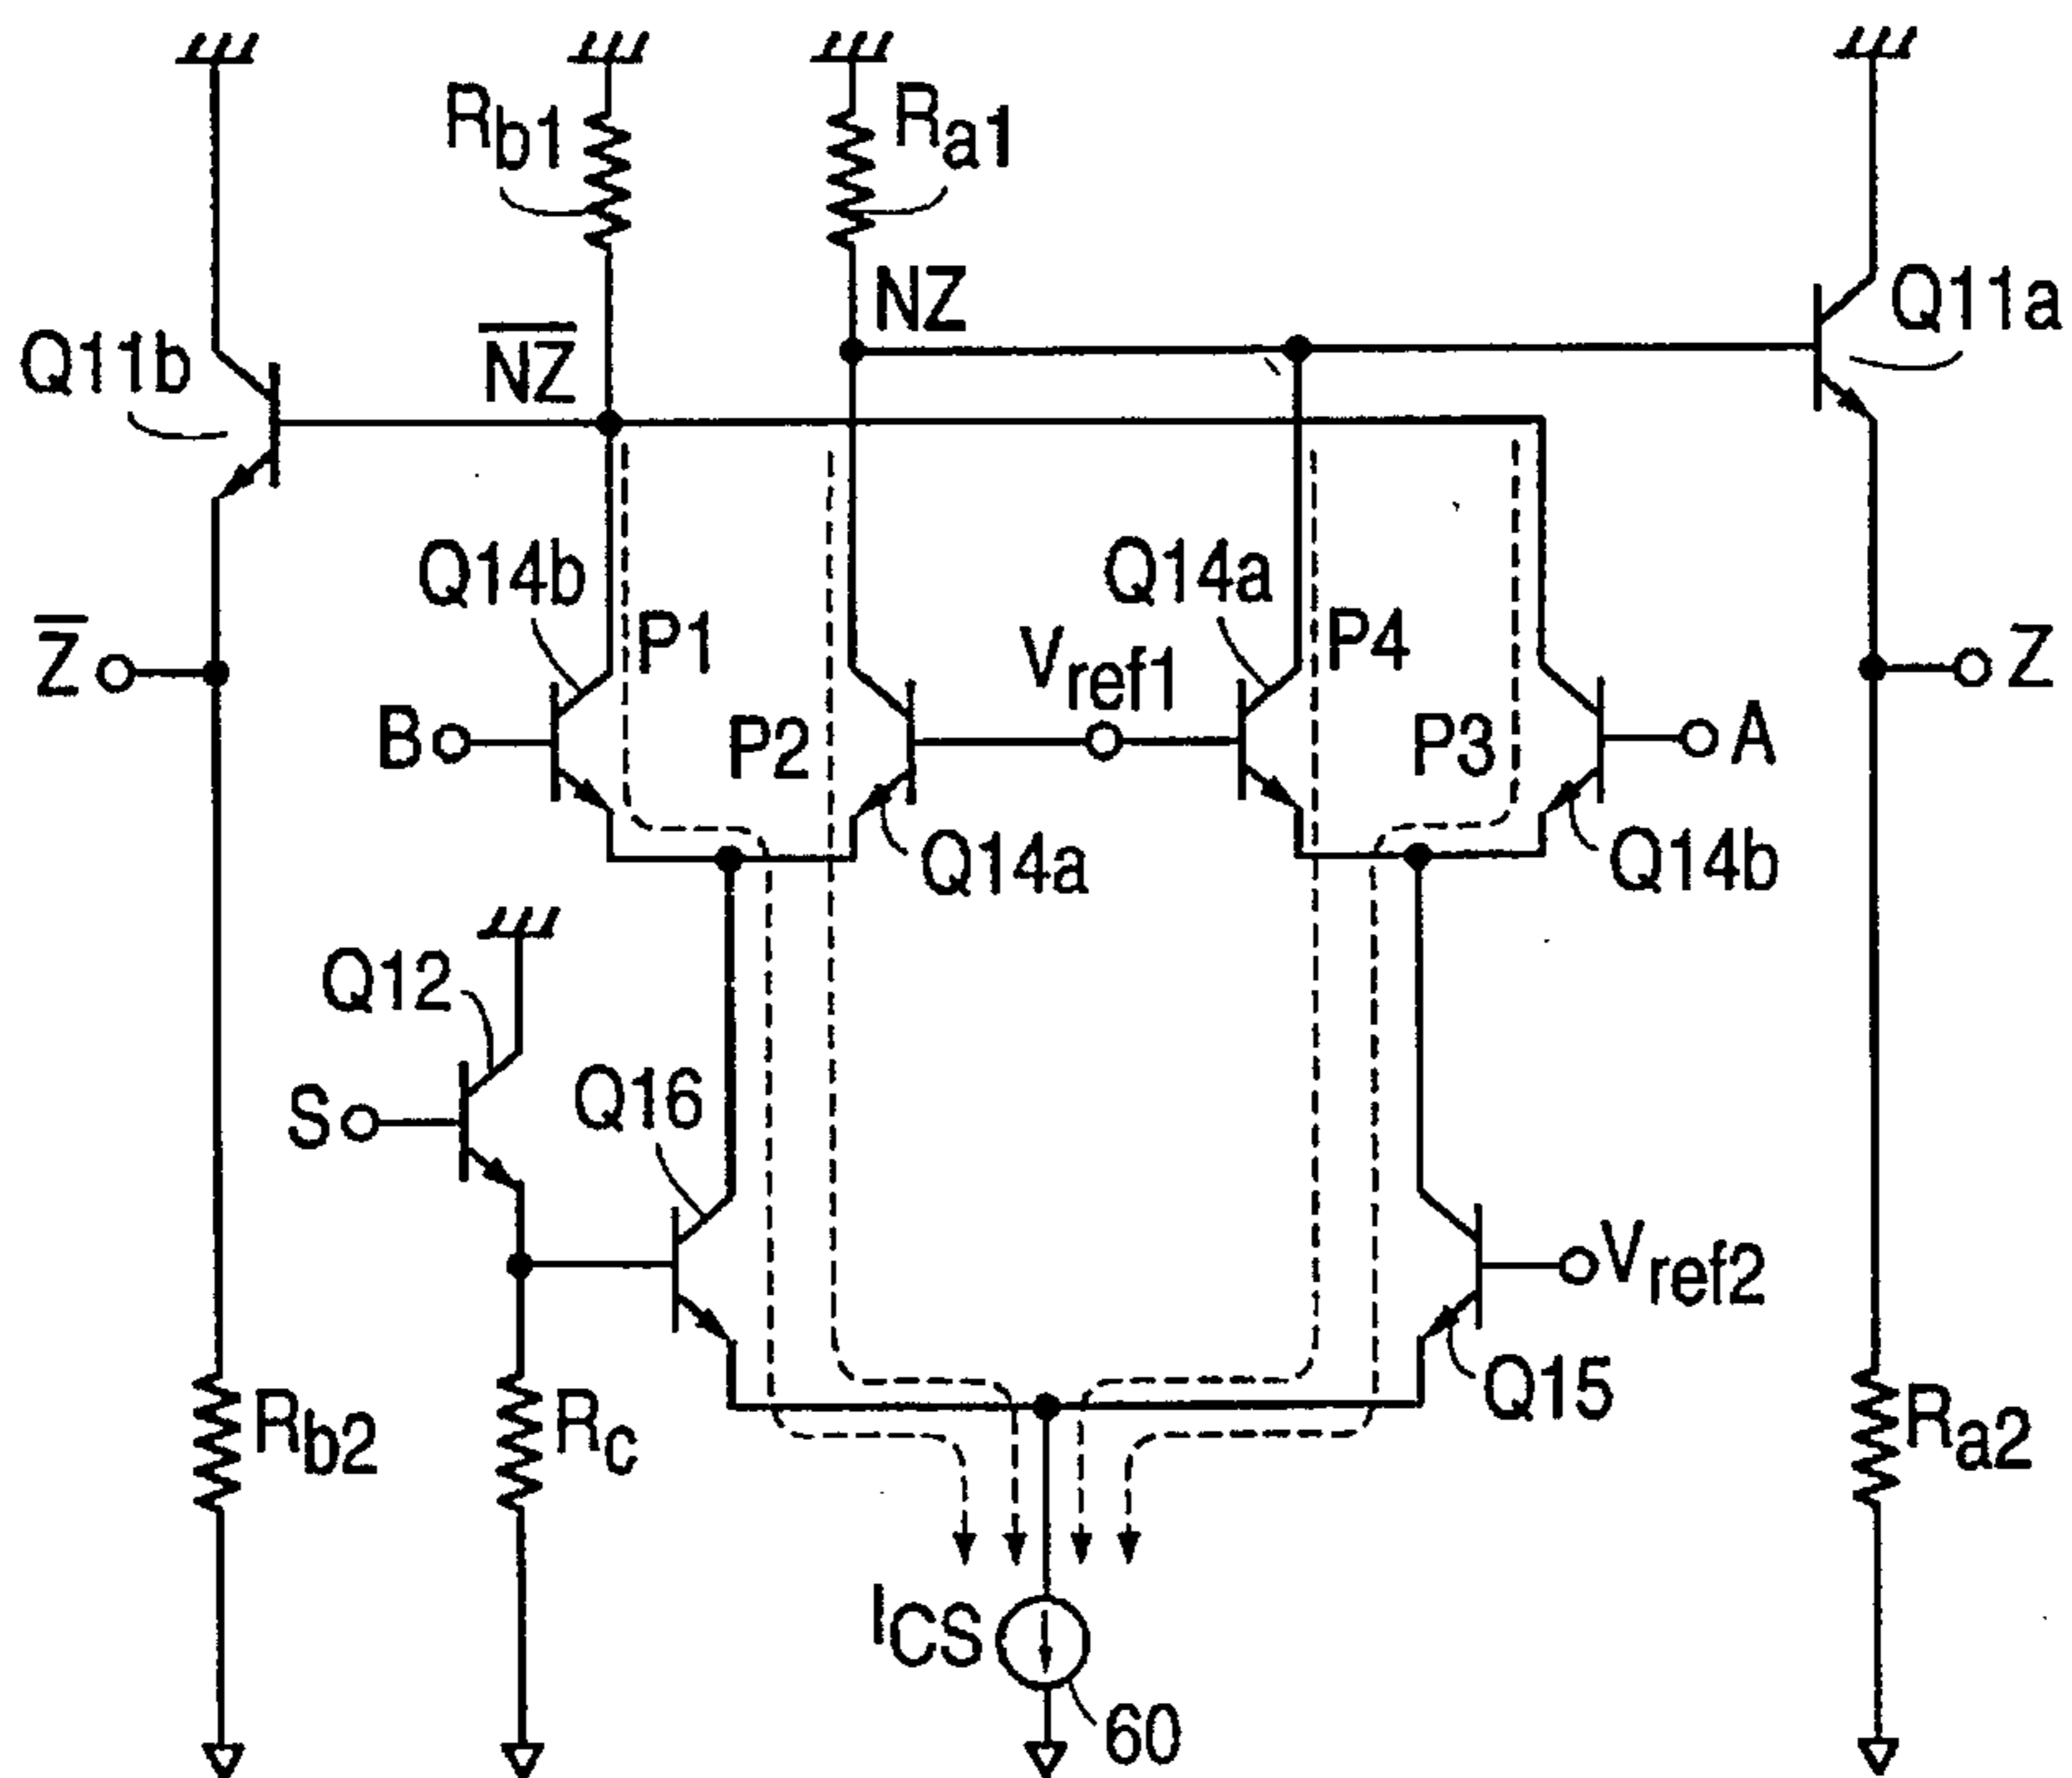 Rb1
Ra1
NZ
Q11a
Q11b
N̅Z̅
Q14b
P1
Q14a
P4
Z̅
Vref1
Z
B
P2
P3
A
Q14a
Q14b
Q12
S
Q16
Vref2
Q15
Rb2
Rc
Ra2
ICS
60